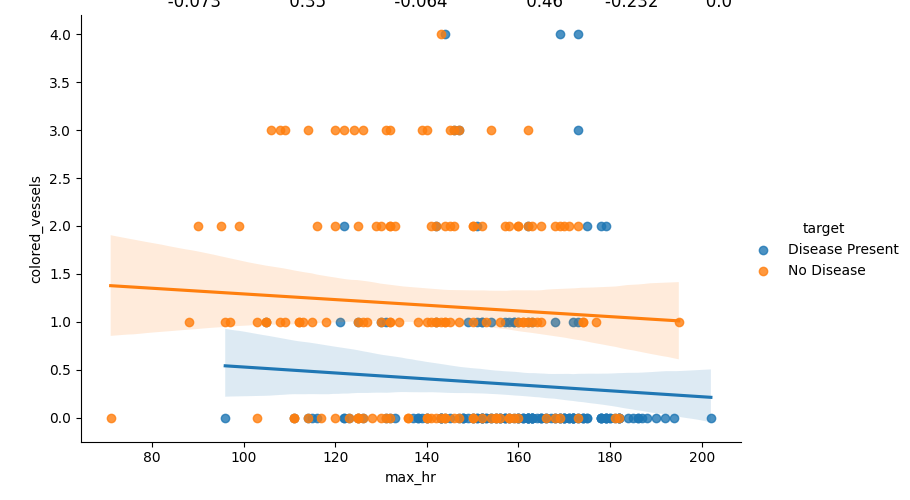 -0.073 0.35 -0.064 0.46 -0.232 0.0
4.0
3.5
3.0
2.5
2.0
1.5
1.0
0.5
0.0
colored_vessels
80 100 120 140 160 180 200
max_hr
target
Disease Present
No Disease